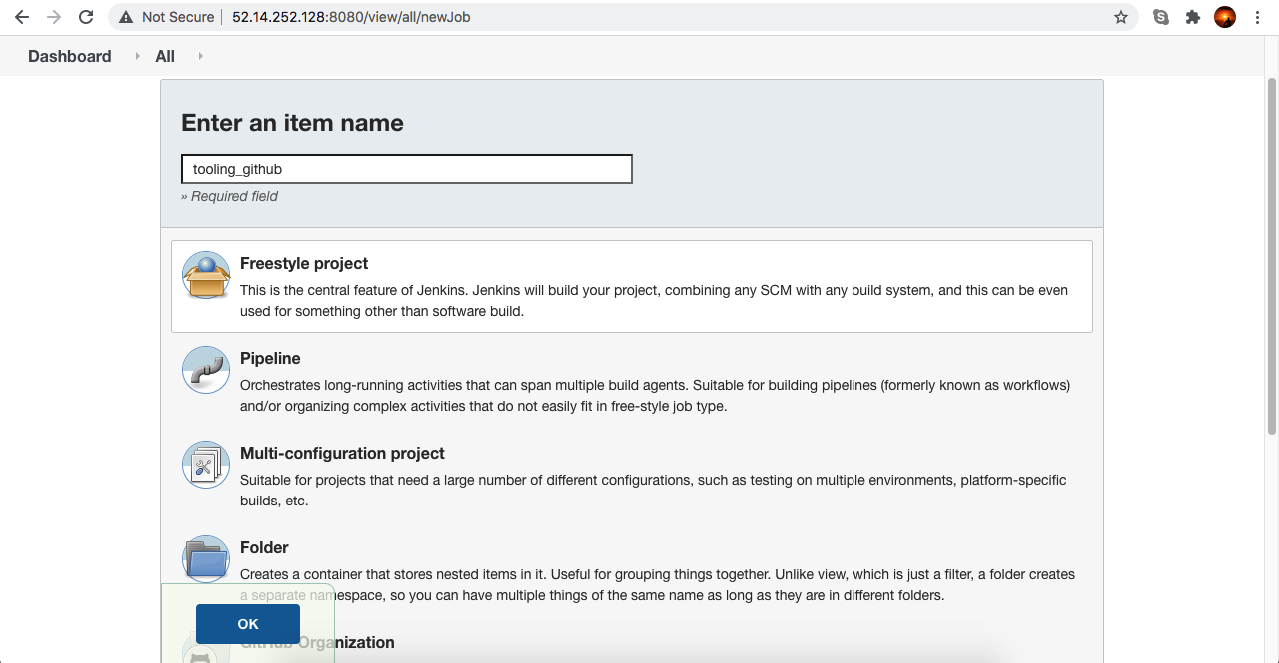 Not Secure
52.14.252.128:8080/view/all/newJob
Dashboard
All
Enter an item name
tooling_github
» Required field
Freestyle project
This is the central feature of Jenkins. Jenkins will build your project, combining any SCM with any build system, and this can be even
used for something other than software build.
Pipeline
Orchestrates long-running activities that can span multiple build agents. Suitable for building pipelines (formerly known as workflows)
and/or organizing complex activities that do not easily fit in free-style job type.
Multi-configuration project
Suitable for projects that need a large number of different configurations, such as testing on multiple environments, platform-specific
builds, etc.
Folder
Creates a container that stores nested items in it. Useful for grouping things together. Unlike view, which is just a filter, a folder creates
a separate namespace, so you can have multiple things of the same name as long as they are in different folders.
OK
GitHub Organization